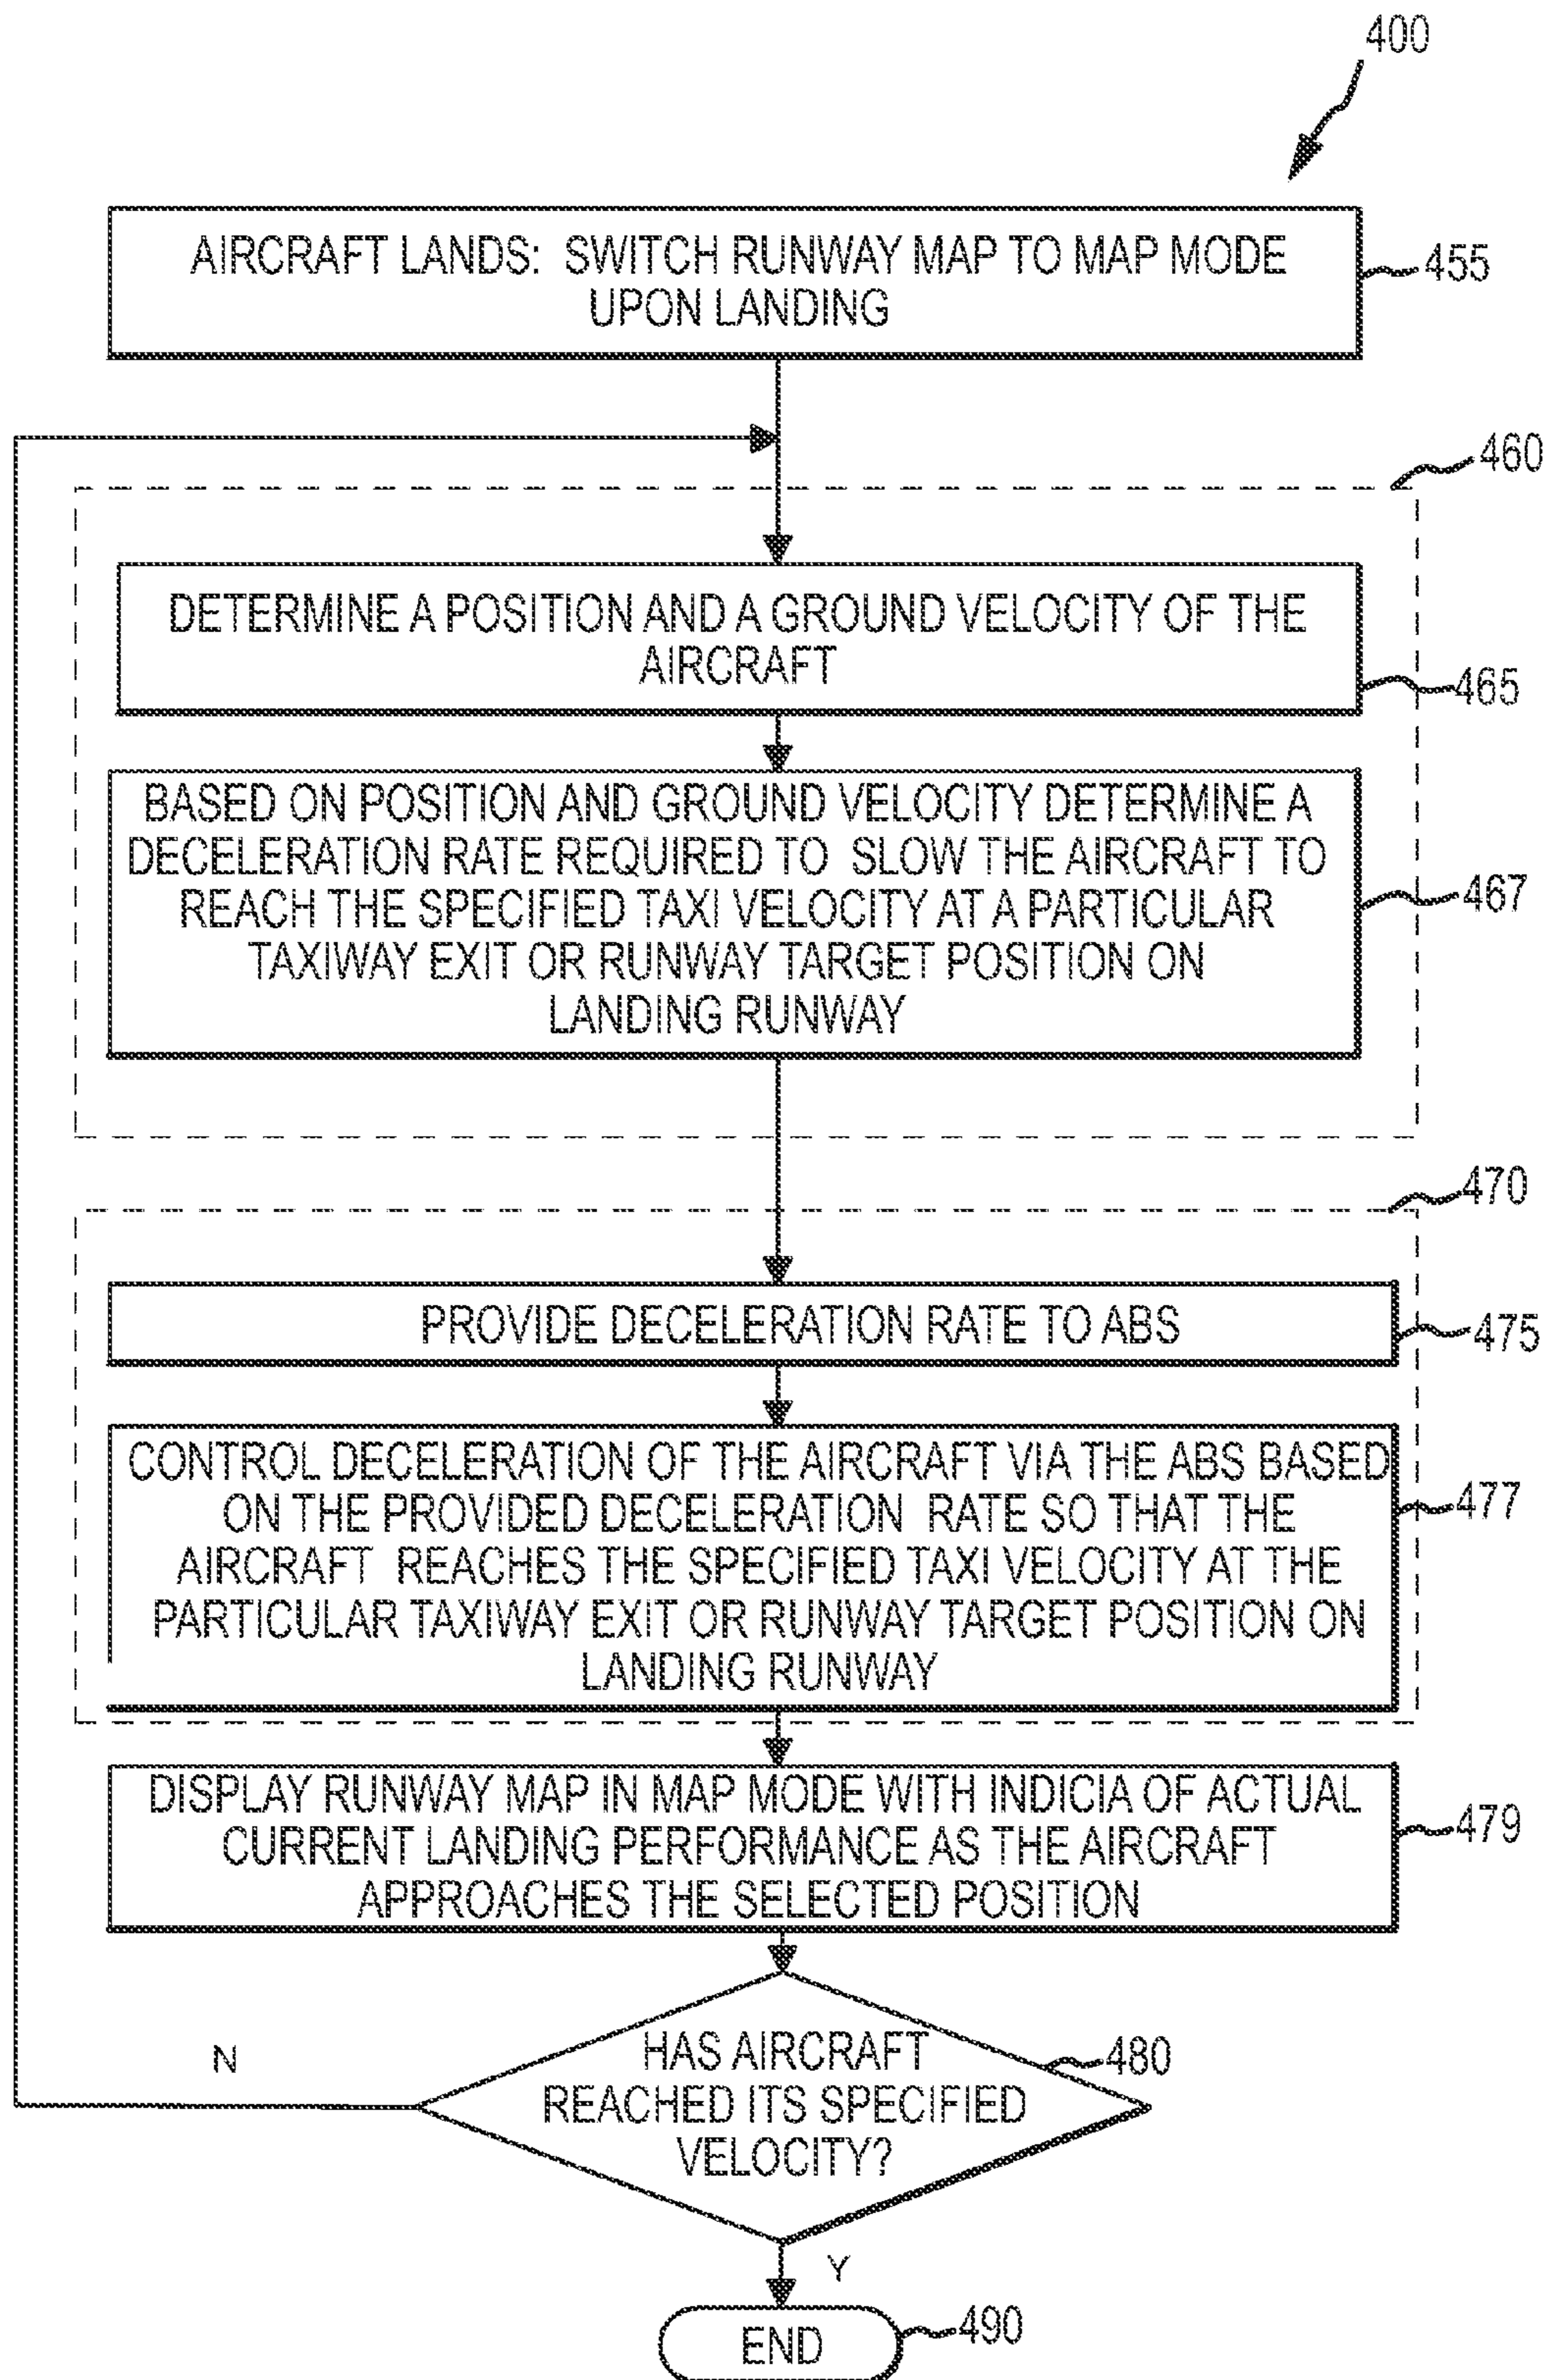 400
AIRCRAFT LANDS: SWITCH RUNWAY MAP TO MAP MODE
UPON LANDING
455
460
DETERMINE A POSITION AND A GROUND VELOCITY OF THE
AIRCRAFT
465
BASED ON POSITION AND GROUND VELOCITY DETERMINE A
DECELERATION RATE REQUIRED TO SLOW THE AIRCRAFT TO
REACH THE SPECIFIED TAXI VELOCITY AT A PARTICULAR
TAXIWAY EXIT OR RUNWAY TARGET POSITION ON
LANDING RUNWAY
467
470
PROVIDE DECELERATION RATE TO ABS
475
CONTROL DECELERATION OF THE AIRCRAFT VIA THE ABS BASED
ON THE PROVIDED DECELERATION RATE SO THAT THE
AIRCRAFT REACHES THE SPECIFIED TAXI VELOCITY AT THE
PARTICULAR TAXIWAY EXIT OR RUNWAY TARGET POSITION ON
LANDING RUNWAY
477
DISPLAY RUNWAY MAP IN MAP MODE WITH INDICIA OF ACTUAL
CURRENT LANDING PERFORMANCE AS THE AIRCRAFT
APPROACHES THE SELECTED POSITION
479
HAS AIRCRAFT
REACHED ITS SPECIFIED
VELOCITY?
480
N
Y
END
490